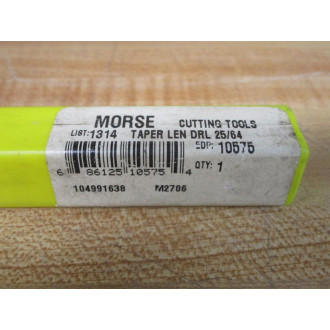 MORSE CUTTING TOOLS
LIST: 1314 TAPER LEN DRL 25/64
EDP: 10575
QTY: 1
6 86125 10575 4
104991638 M2706